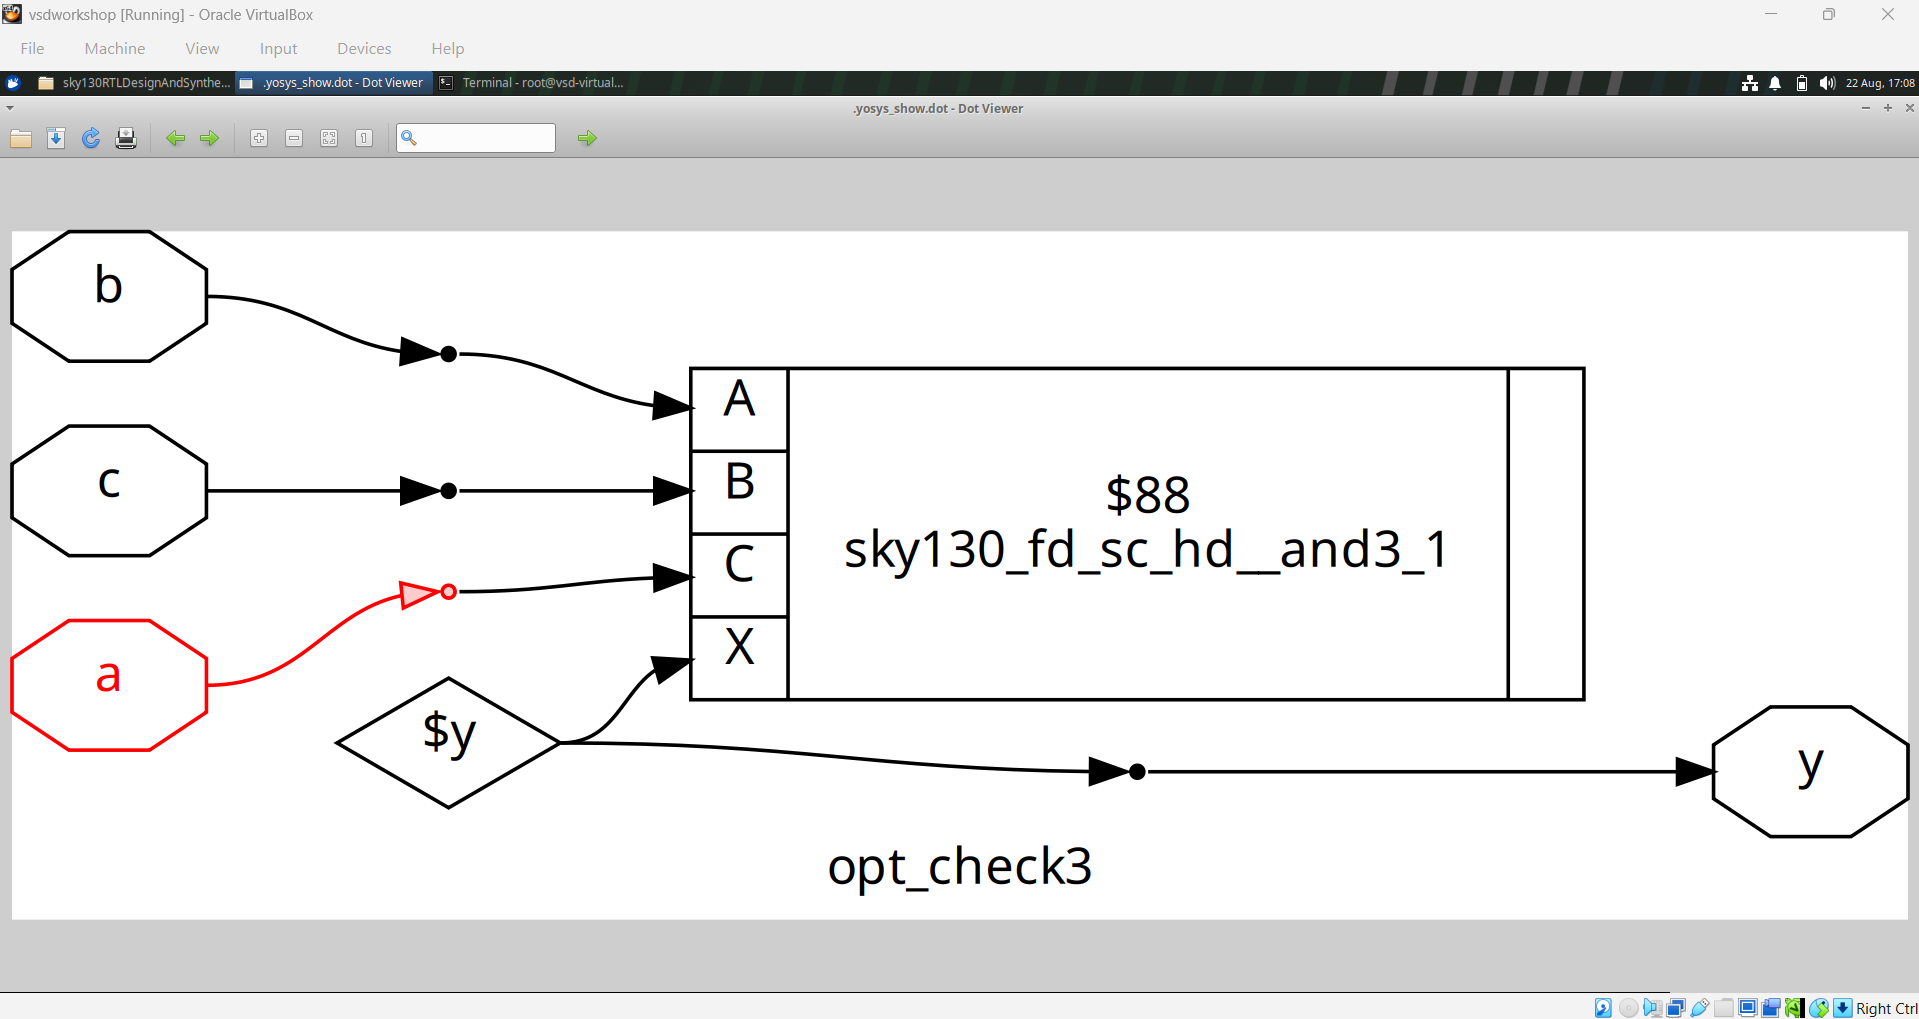 vsdworkshop [Running] - Oracle VirtualBox
File Machine View Input Devices Help
sky130RTLDesignAndSynthe... .yosys_show.dot - Dot Viewer Terminal - root@vsd-virtual... 22 Aug, 17:08
.yosys_show.dot - Dot Viewer
b
A
c
B
$88
sky130_fd_sc_hd__and3_1
C
a
X
$y
y
opt_check3
Right Ctrl